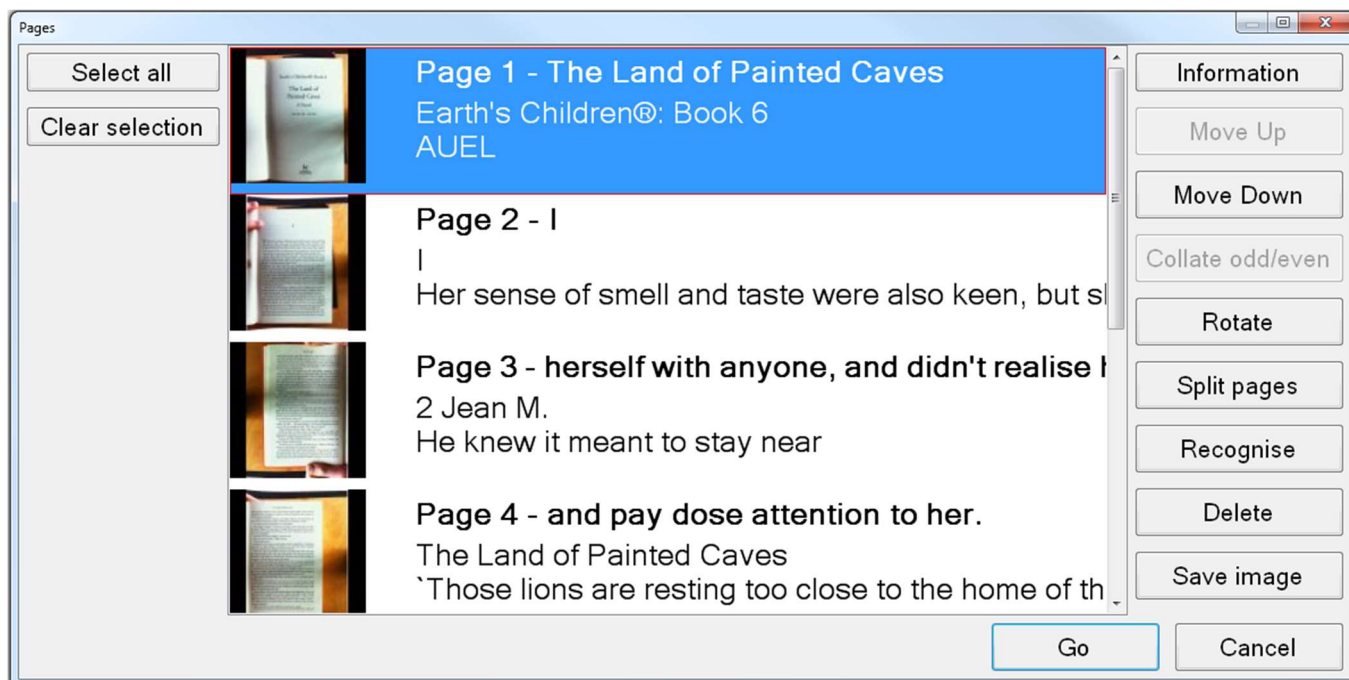 Pages
Select all
Clear selection
Page 1 - The Land of Painted Caves
Earth's Children®: Book 6
AUEL
Page 2 - I
I
Her sense of smell and taste were also keen, but
Page 3 - herself with anyone, and didn't realise
2 Jean M.
He knew it meant to stay near
Page 4 - and pay dose attention to her.
The Land of Painted Caves
`Those lions are resting too close to the home of th
Information
Move Up
Move Down
Collate odd/even
Rotate
Split pages
Recognise
Delete
Save image
Go
Cancel